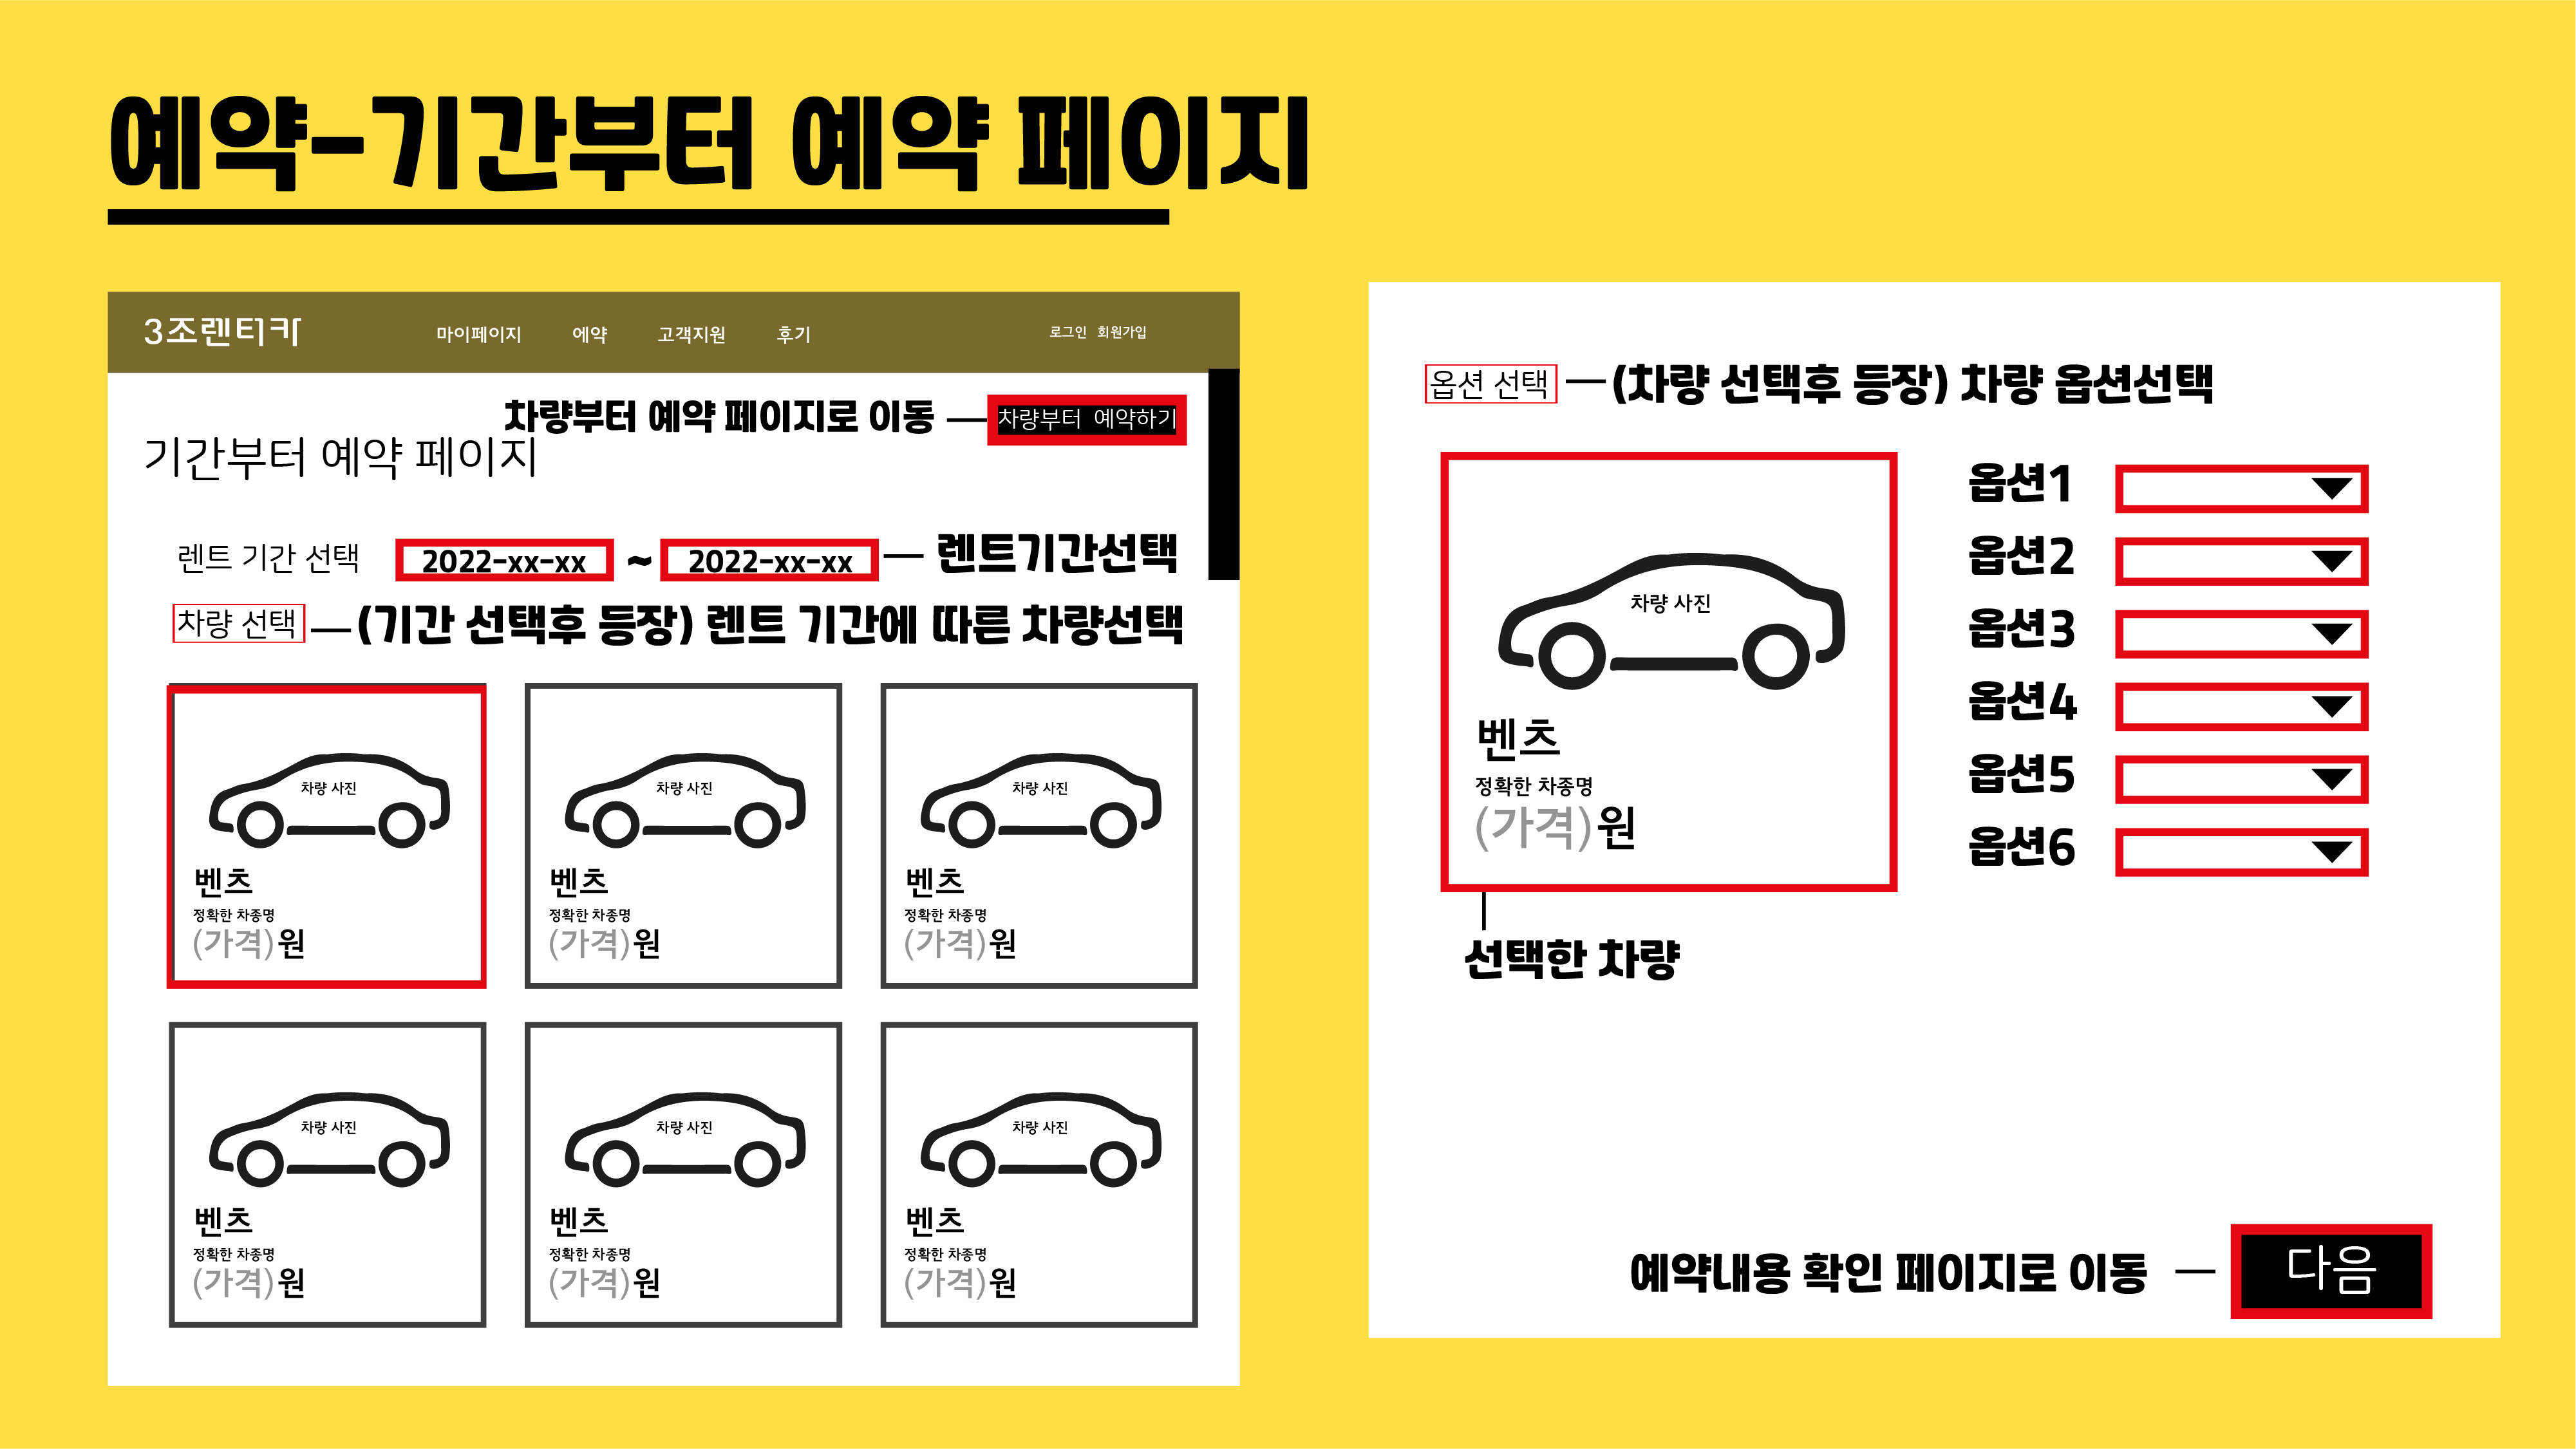 예약-기간부터 예약 페이지
3조렌티카 마이페이지 에약 고객지원 후기 로그인 회원가입
차량부터 예약 페이지로 이동 — 차량부터 예약하기
기간부터 예약 페이지
렌트 기간 선택 2022-xx-xx ~ 2022-xx-xx — 렌트기간선택
차량 선택 —(기간 선택후 등장) 렌트 기간에 따른 차량선택
차량 사진 차량 사진 차량 사진
벤츠 벤츠 벤츠
정확한 차종명 정확한 차종명 정확한 차종명
(가격)원 (가격)원 (가격)원
차량 사진 차량 사진 차량 사진
벤츠 벤츠 벤츠
정확한 차종명 정확한 차종명 정확한 차종명
(가격)원 (가격)원 (가격)원
옵션 선택 —(차량 선택후 등장) 차량 옵션선택
차량 사진
벤츠
정확한 차종명
(가격)원
선택한 차량
옵션1
옵션2
옵션3
옵션4
옵션5
옵션6
예약내용 확인 페이지로 이동 — 다음